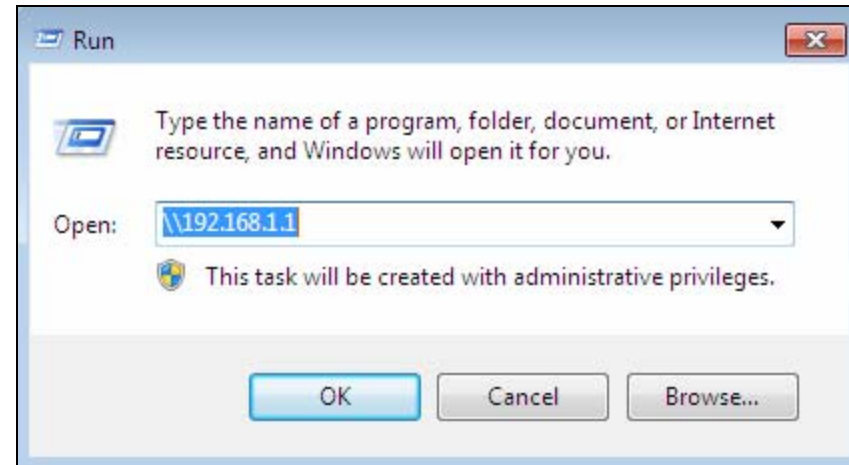 Run
Type the name of a program, folder, document, or Internet
resource, and Windows will open it for you.
Open:
\\192.168.1.1
This task will be created with administrative privileges.
OK
Cancel
Browse...